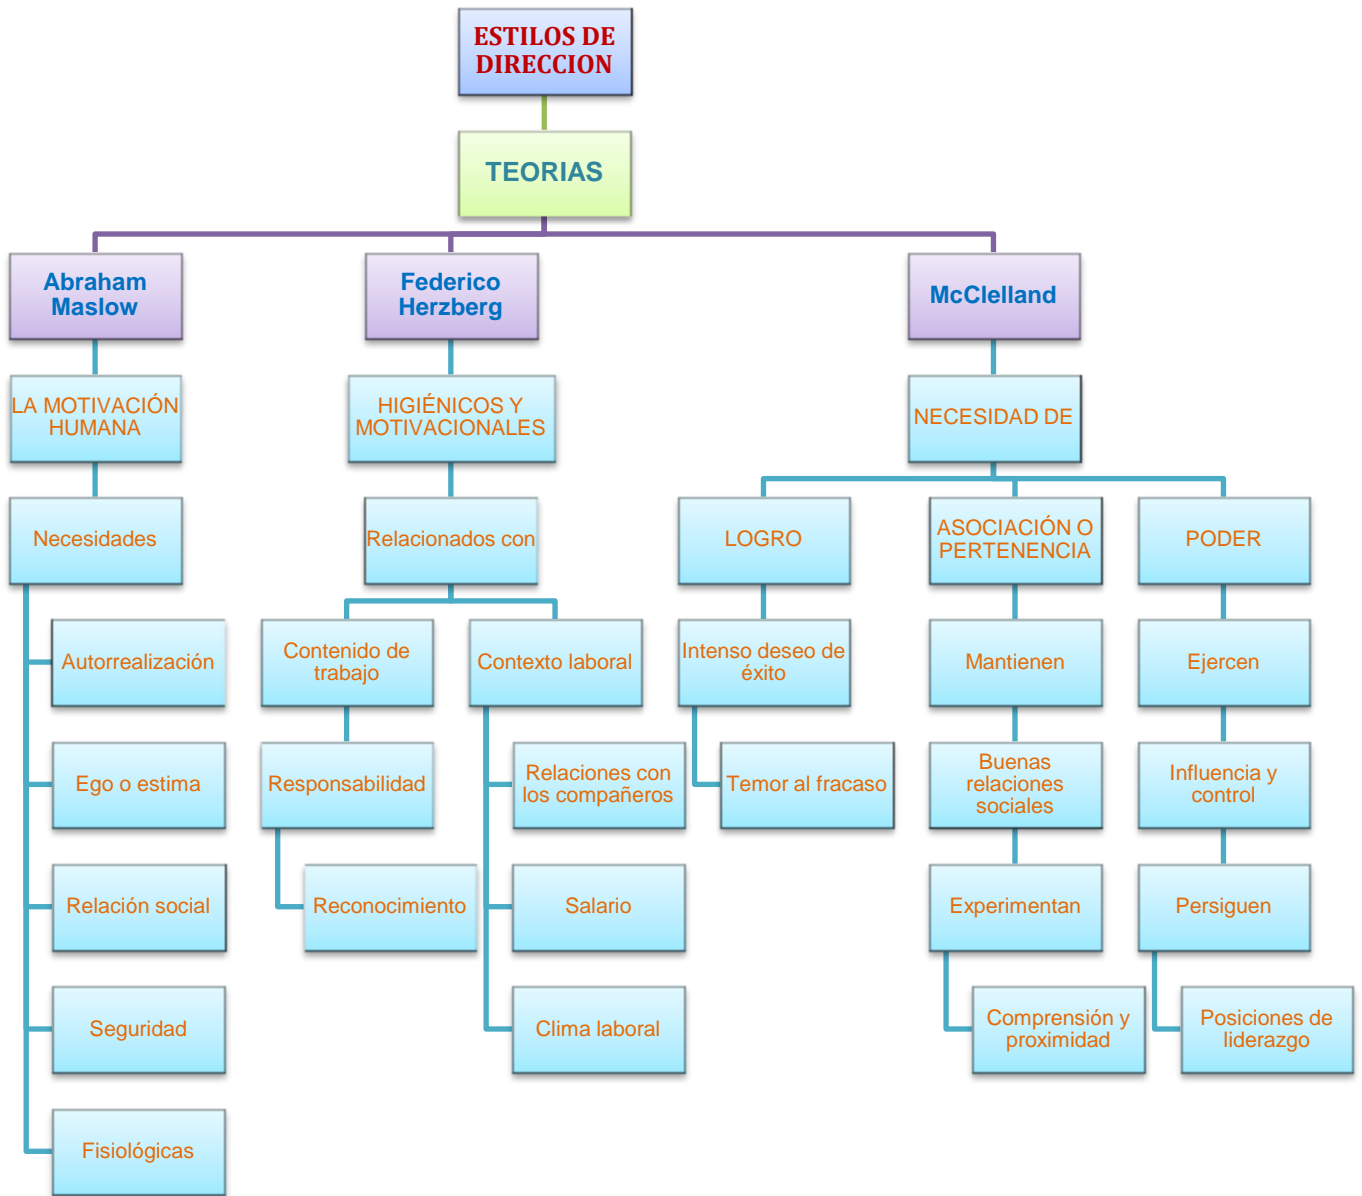 ESTILOS DE
DIRECCION
TEORIAS
Abraham
Maslow
Federico
Herzberg
McClelland
LA MOTIVACIÓN
HUMANA
HIGIÉNICOS Y
MOTIVACIONALES
NECESIDAD DE
Necesidades
Relacionados con
LOGRO
ASOCIACIÓN O
PERTENENCIA
PODER
Autorrealización
Contenido de
trabajo
Contexto laboral
Intenso deseo de
éxito
Mantienen
Ejercen
Ego o estima
Responsabilidad
Relaciones con
los compañeros
Temor al fracaso
Buenas
relaciones
sociales
Influencia y
control
Relación social
Reconocimiento
Salario
Experimentan
Persiguen
Seguridad
Clima laboral
Comprensión y
proximidad
Posiciones de
liderazgo
Fisiológicas